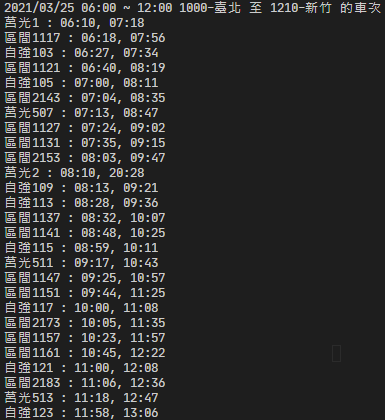 2021/03/25 06:00 ~ 12:00 1000-臺北 至 1210-新竹 的車次
莒光1 : 06:10, 07:18
區間1117 : 06:18, 07:56
自強103 : 06:27, 07:34
區間1121 : 06:40, 08:19
自強105 : 07:00, 08:11
區間2143 : 07:04, 08:35
莒光507 : 07:13, 08:47
區間1127 : 07:24, 09:02
區間1131 : 07:35, 09:15
區間2153 : 08:03, 09:47
莒光2 : 08:10, 20:28
自強109 : 08:13, 09:21
自強113 : 08:28, 09:36
區間1137 : 08:32, 10:07
區間1141 : 08:48, 10:25
自強115 : 08:59, 10:11
莒光511 : 09:17, 10:43
區間1147 : 09:25, 10:57
區間1151 : 09:44, 11:25
自強117 : 10:00, 11:08
區間2173 : 10:05, 11:35
區間1157 : 10:23, 11:57
區間1161 : 10:45, 12:22
自強121 : 11:00, 12:08
區間2183 : 11:06, 12:36
莒光513 : 11:18, 12:47
自強123 : 11:58, 13:06